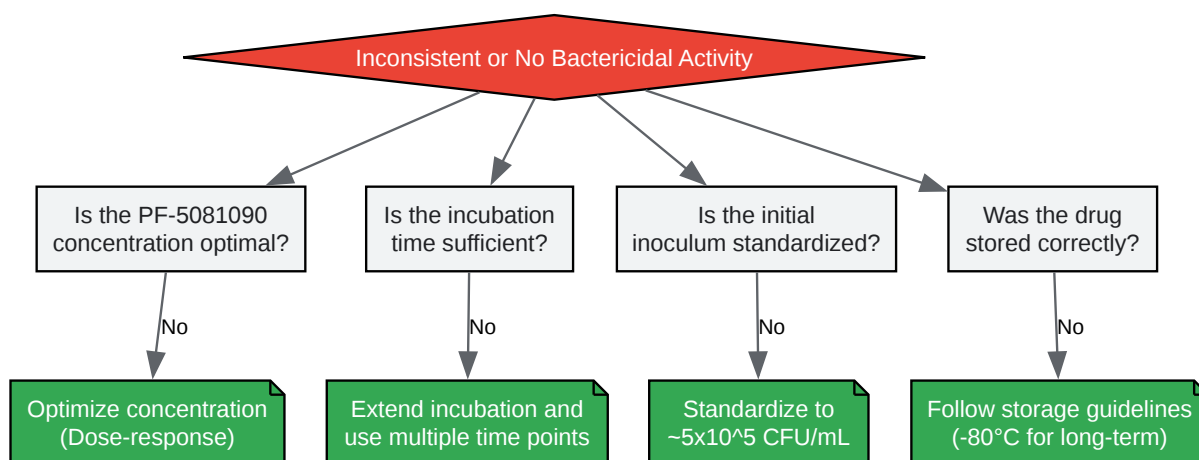 Inconsistent or No Bactericidal Activity
Is the PF-5081090
concentration optimal?
Is the incubation
time sufficient?
Is the initial
inoculum standardized?
Was the drug
stored correctly?
No
No
No
No
Optimize concentration
(Dose-response)
Extend incubation and
use multiple time points
Standardize to
~5x10^5 CFU/mL
Follow storage guidelines
(-80°C for long-term)